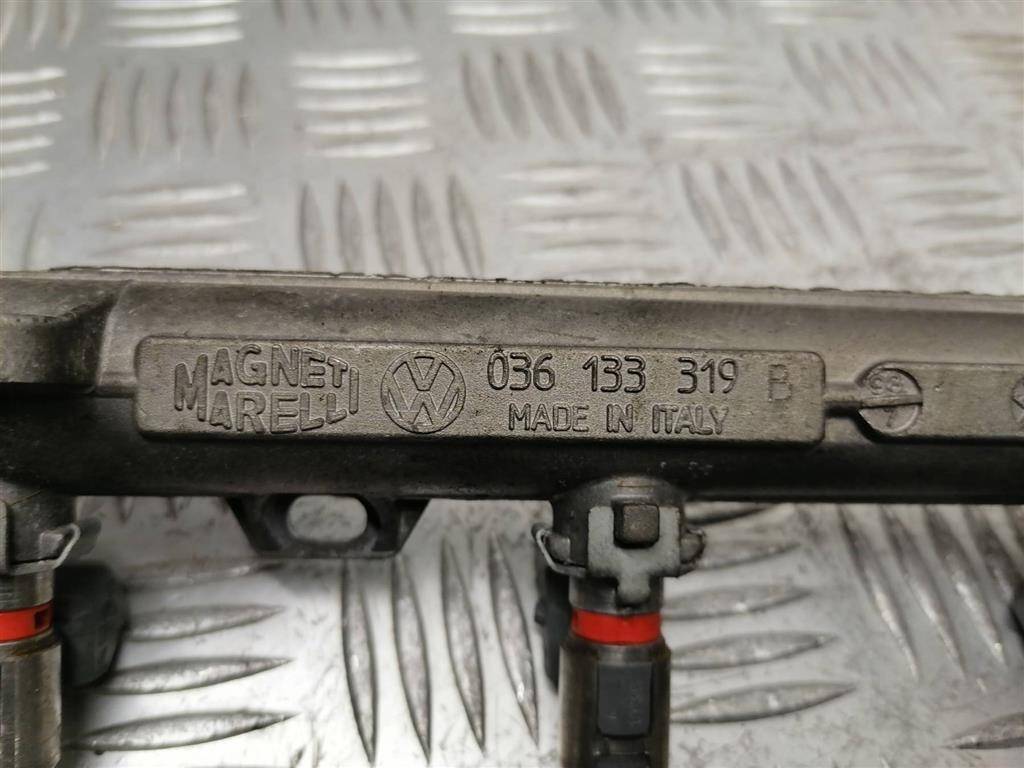 MAGNETI
MARELLI
036 133 319 B
MADE IN ITALY